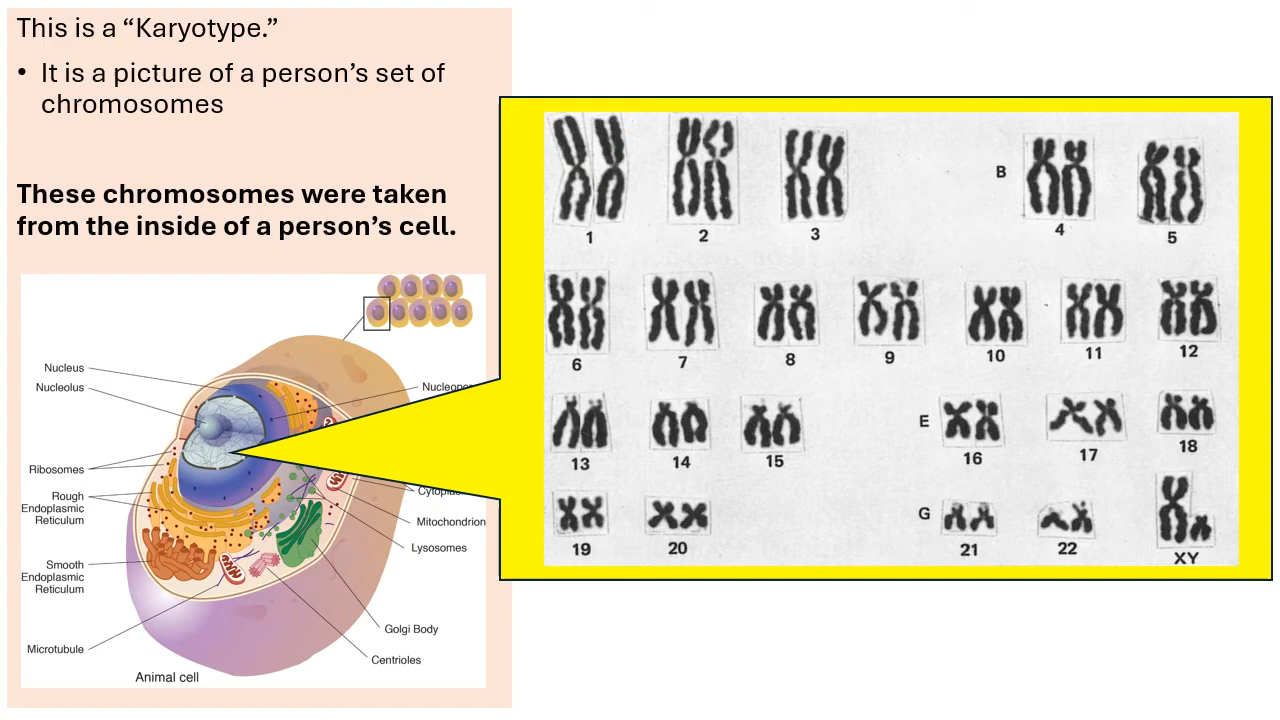 This is a “Karyotype.”
• It is a picture of a person’s set of
chromosomes
These chromosomes were taken
from the inside of a person’s cell.
Nucleus
Nucleolus
Ribosomes
Rough
Endoplasmic
Reticulum
Smooth
Endoplasmic
Reticulum
Microtubule
Animal cell
Mitochondrion
Lysosomes
Golgi Body
Centrioles
1 2 3 B 4 5
6 7 8 9 10 11 12
13 14 15 E 16 17 18
19 20 G 21 22 XY